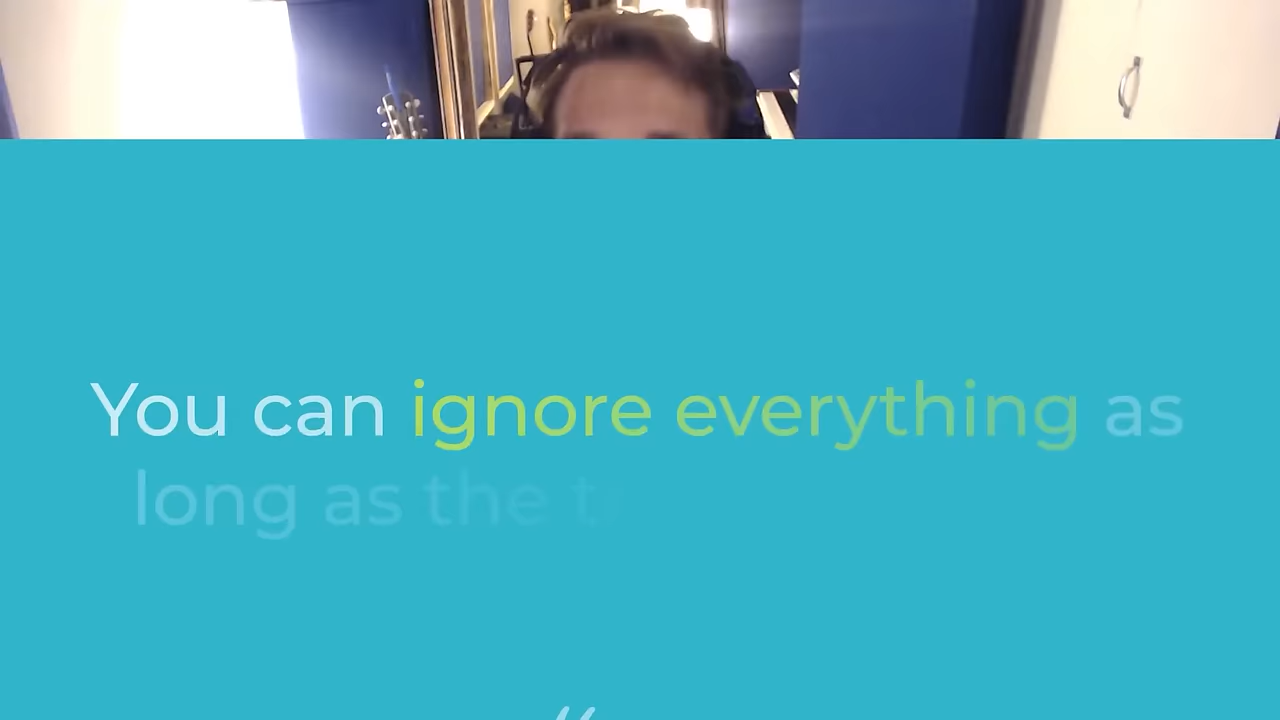 You can ignore everything as
long as the
“